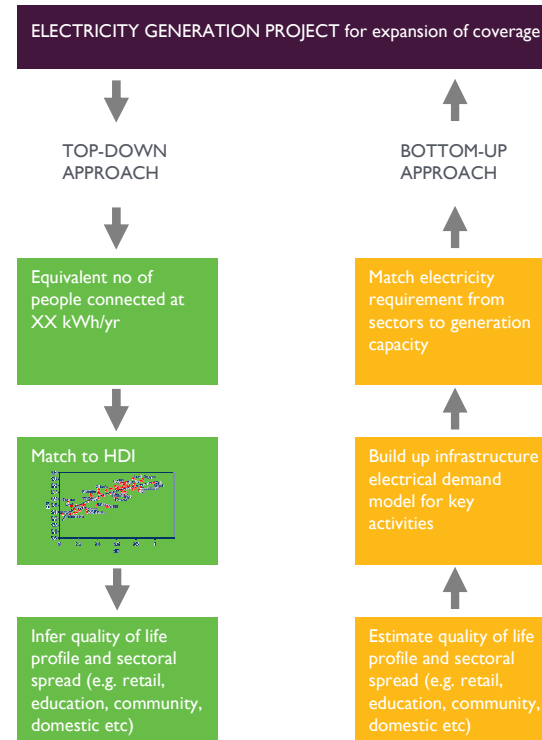 ELECTRICITY GENERATION PROJECT for expansion of coverage
TOP-DOWN
APPROACH
BOTTOM-UP
APPROACH
Equivalent no of
people connected at
XX kWh/yr
Match electricity
requirement from
sectors to generation
capacity
Match to HDI
Build up infrastructure
electrical demand
model for key
activities
Infer quality of life
profile and sectoral
spread (e.g. retail,
education, community,
domestic etc)
Estimate quality of life
profile and sectoral
spread (e.g. retail,
education, community,
domestic etc)